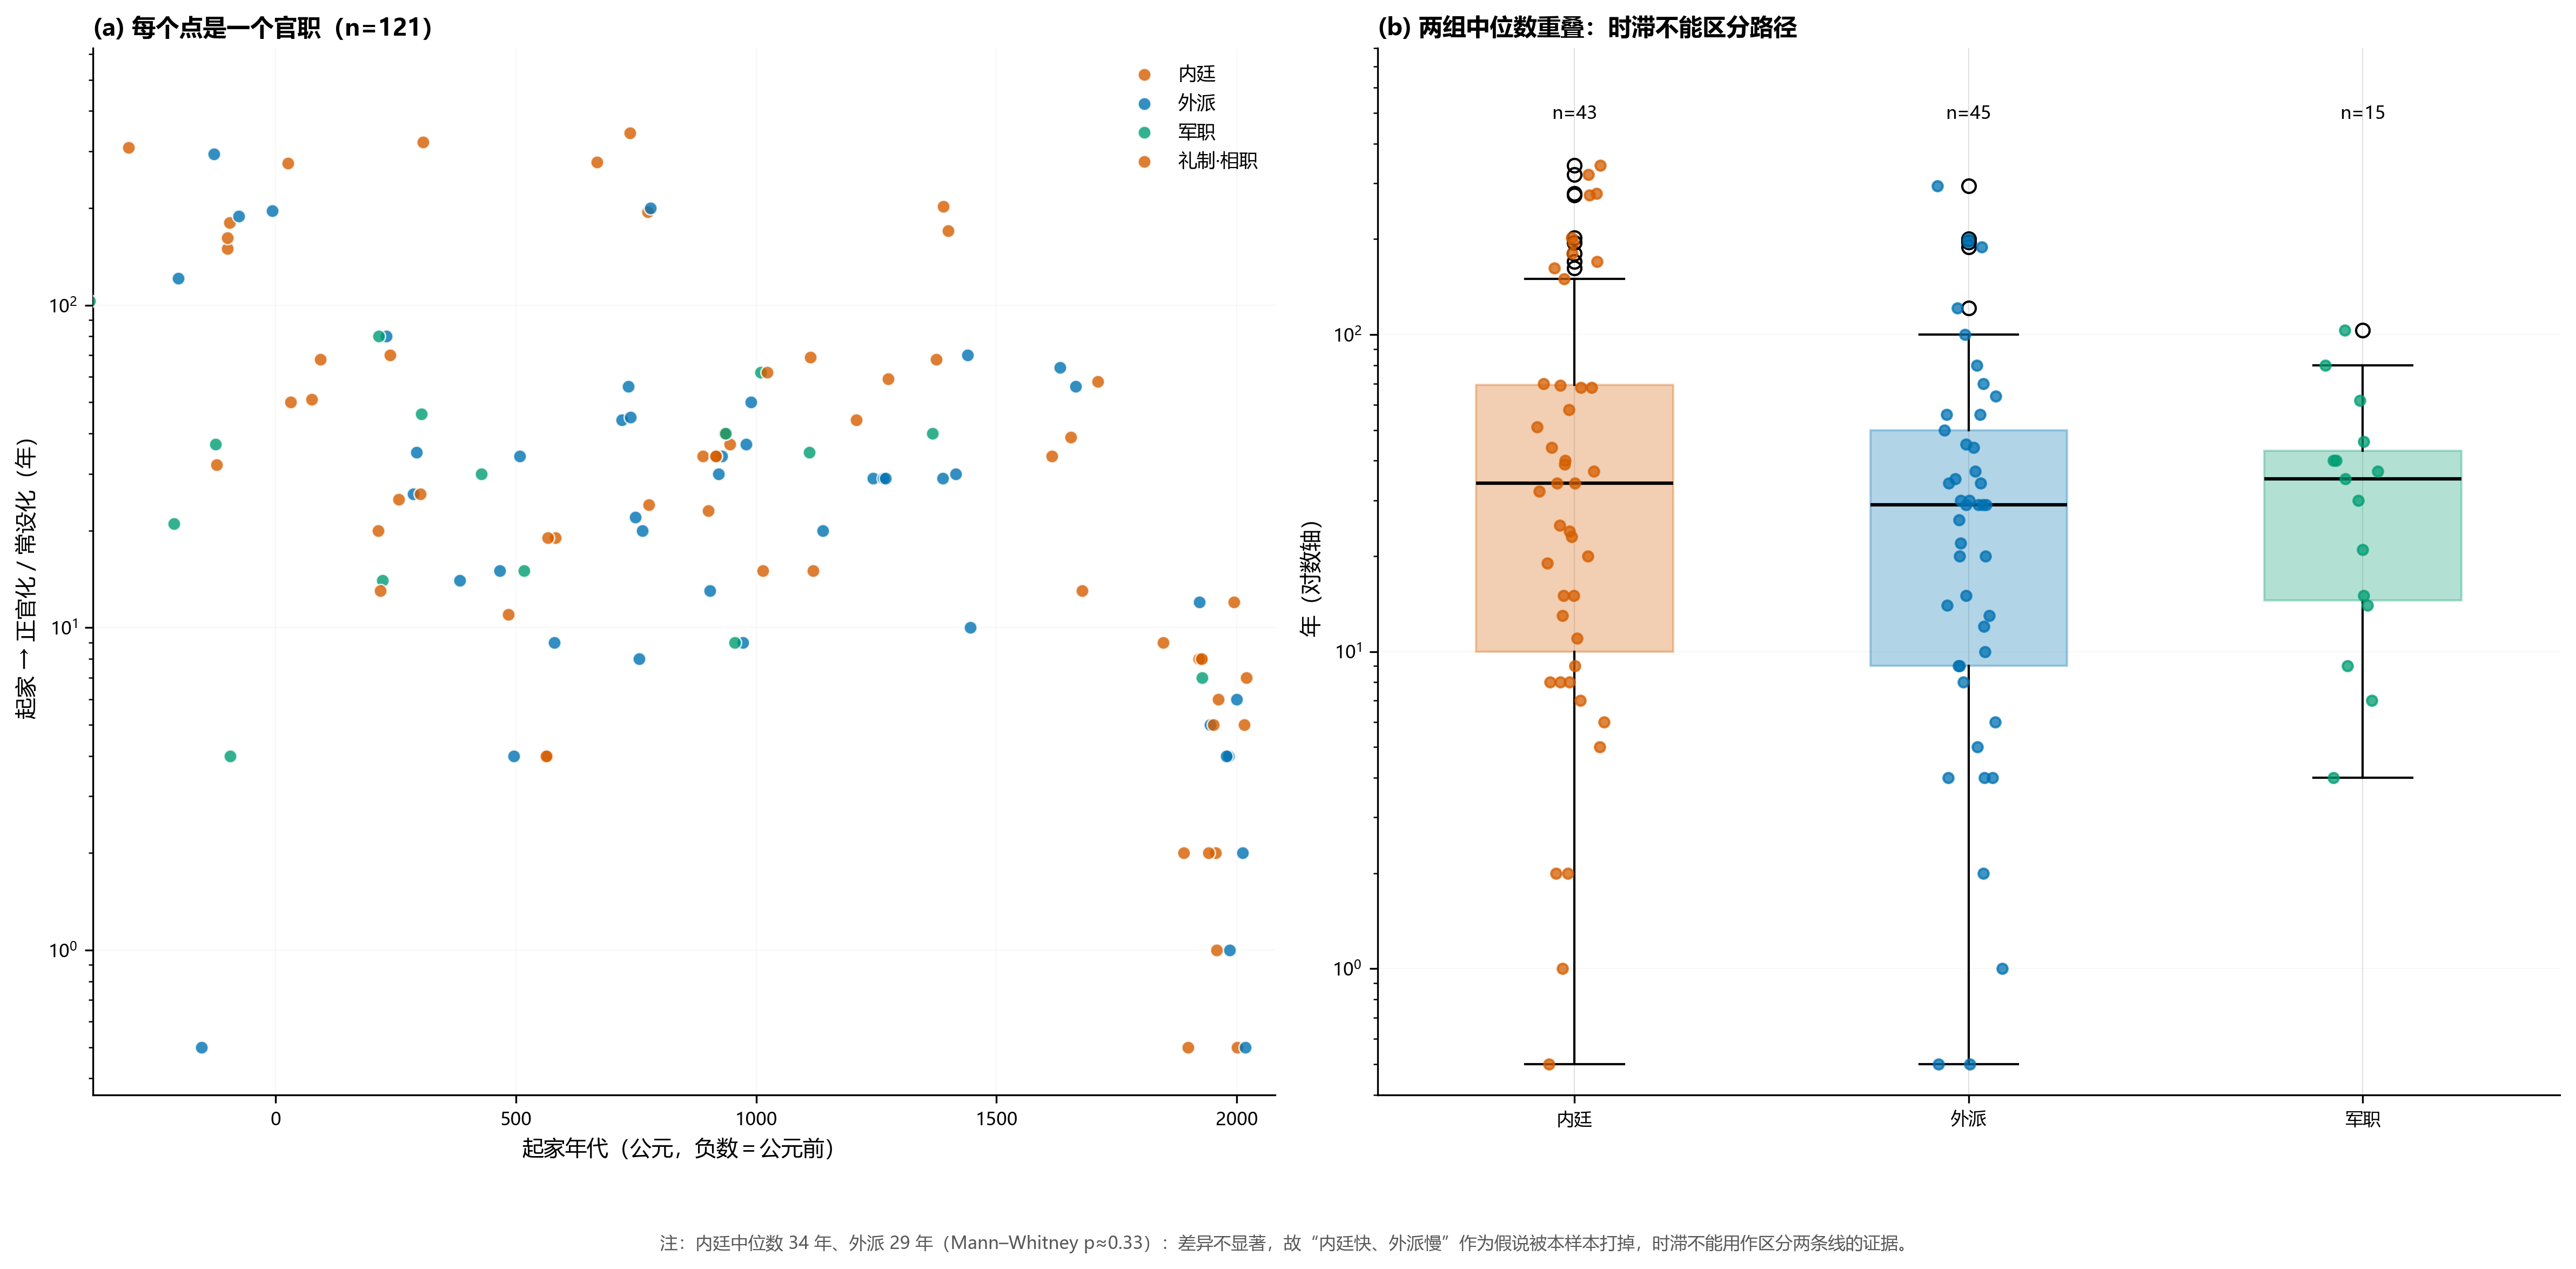 (a) 每个点是一个官职（n=121）
内廷
外派
军职
礼制·相职
10²
10¹
10⁰
起家 → 正官化 / 常设化（年）
0 500 1000 1500 2000
起家年代（公元，负数＝公元前）
(b) 两组中位数重叠：时滞不能区分路径
n=43 n=45 n=15
10²
10¹
10⁰
年（对数轴）
内廷 外派 军职
注：内廷中位数 34 年、外派 29 年（Mann–Whitney p≈0.33）：差异不显著，故“内廷快、外派慢”作为假说被本样本打掉，时滞不能用作区分两条线的证据。